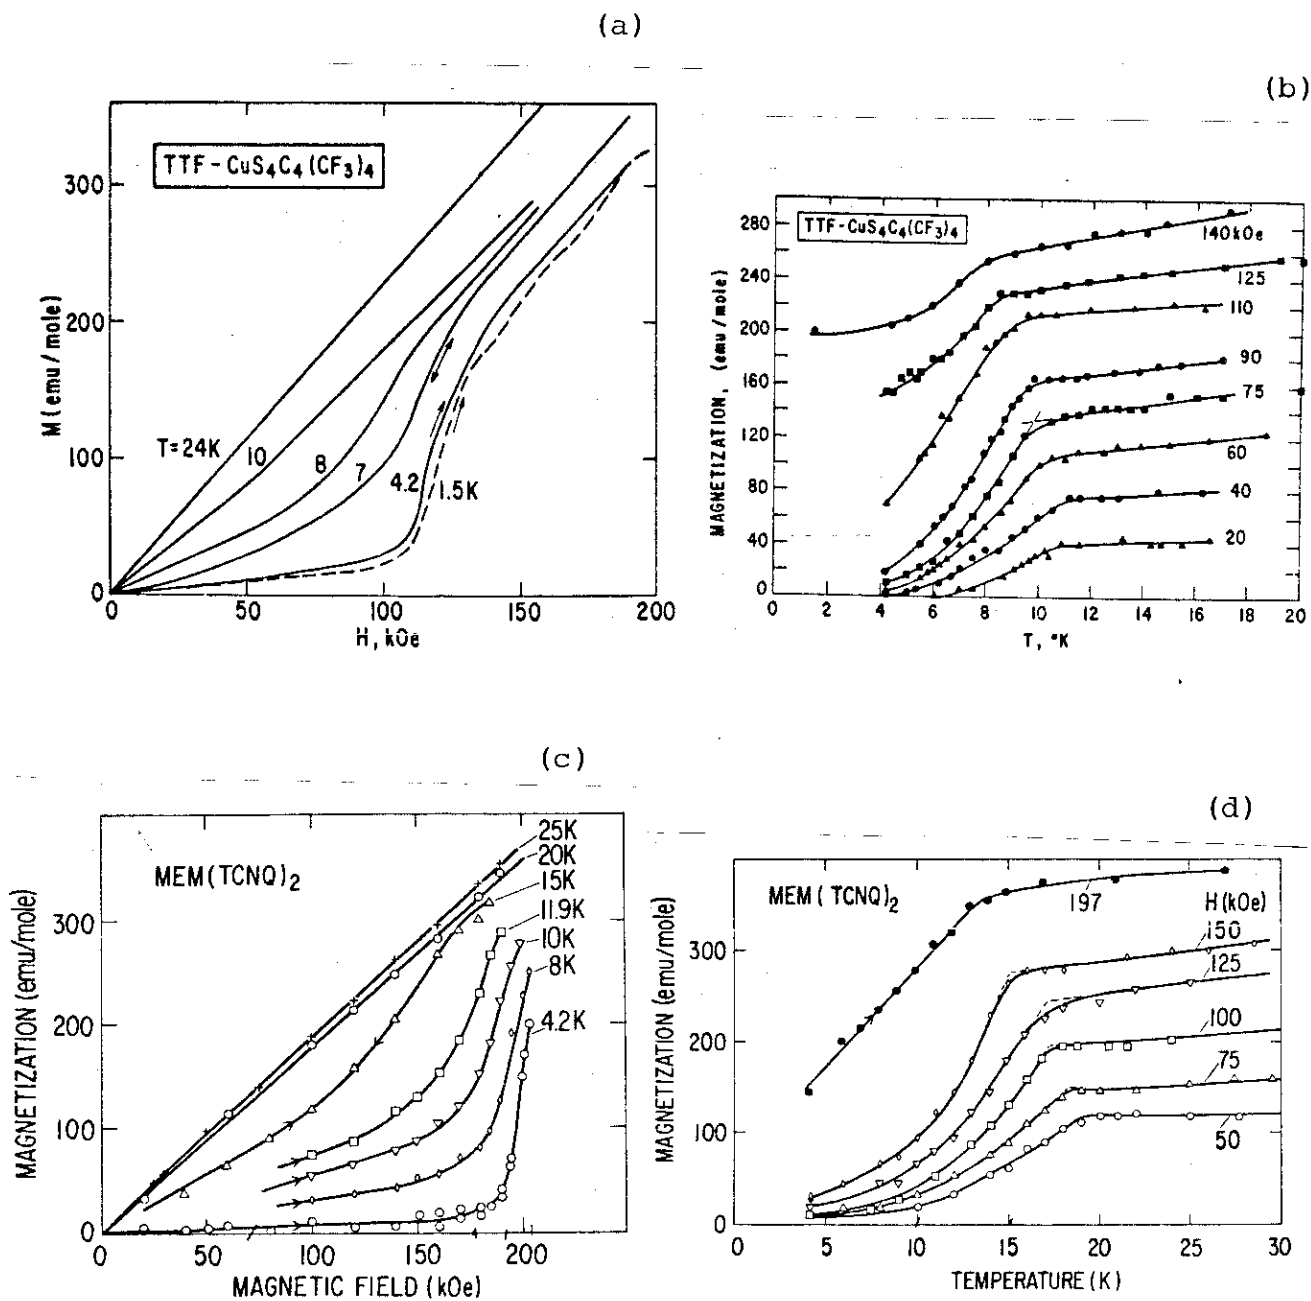 (a)
TTF-CuS₄C₄(CF₃)₄
300
200
100
0
M (emu/mole)
T=24K
10
8
7
4.2
1.5K
0 50 100 150 200
H, kOe
(b)
TTF-CuS₄C₄(CF₃)₄
280
240
200
160
120
80
40
0
MAGNETIZATION, (emu/mole)
140kOe
125
110
90
75
60
40
20
0 2 4 6 8 10 12 14 16 18 20
T, °K
(c)
MEM(TCNQ)₂
300
200
100
0
MAGNETIZATION (emu/mole)
25K
20K
15K
11.9K
10K
8K
4.2K
0 50 100 150 200
MAGNETIC FIELD (kOe)
(d)
MEM(TCNQ)₂
300
200
100
0
MAGNETIZATION (emu/mole)
197
H (kOe)
150
125
100
75
50
0 5 10 15 20 25 30
TEMPERATURE (K)